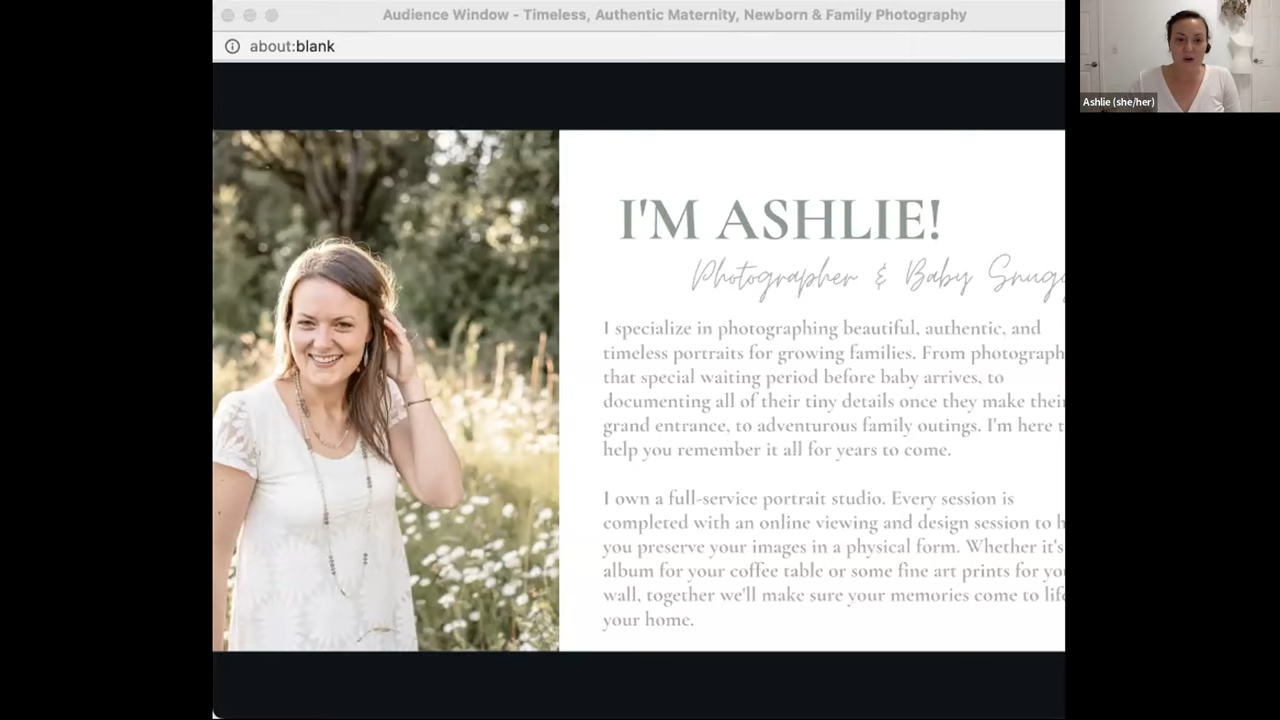 Audience Window - Timeless, Authentic Maternity, Newborn & Family Photography
about:blank
Ashlie (she/her)
I'M ASHLIE!
Photographer & Baby Snugg
I specialize in photographing beautiful, authentic, and
timeless portraits for growing families. From photograph
that special waiting period before baby arrives, to
documenting all of their tiny details once they make their
grand entrance, to adventurous family outings. I'm here t
help you remember it all for years to come.
I own a full-service portrait studio. Every session is
completed with an online viewing and design session to h
you preserve your images in a physical form. Whether it's
album for your coffee table or some fine art prints for yo
wall, together we'll make sure your memories come to life
your home.